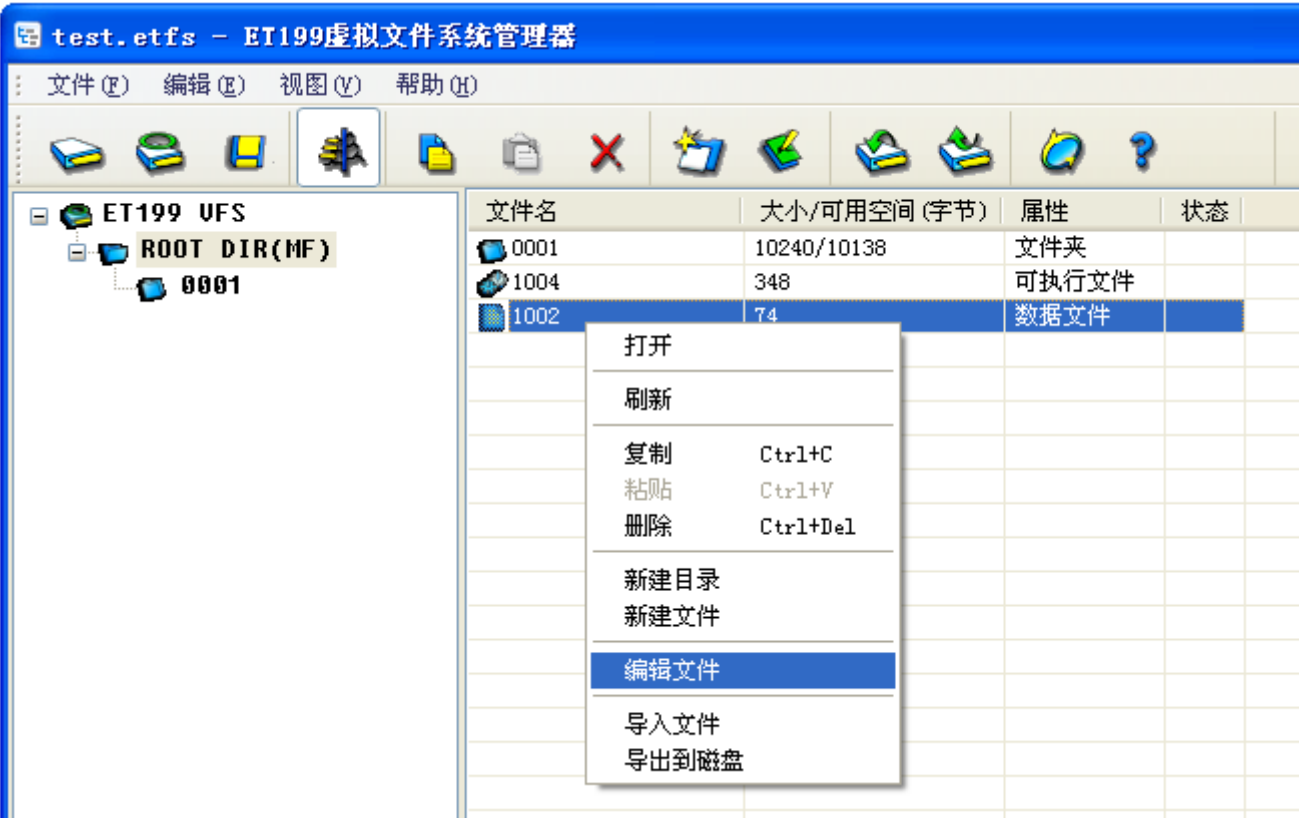 test.etfs - ET199虚拟文件系统管理器
文件(F) 编辑(E) 视图(V) 帮助(H)
ET199 VFS
ROOT DIR(MF)
0001
文件名 大小/可用空间(字节) 属性 状态
0001 10240/10138 文件夹
1004 348 可执行文件
1002 74 数据文件
打开
刷新
复制 Ctrl+C
粘贴 Ctrl+V
删除 Ctrl+Del
新建目录
新建文件
编辑文件
导入文件
导出到磁盘